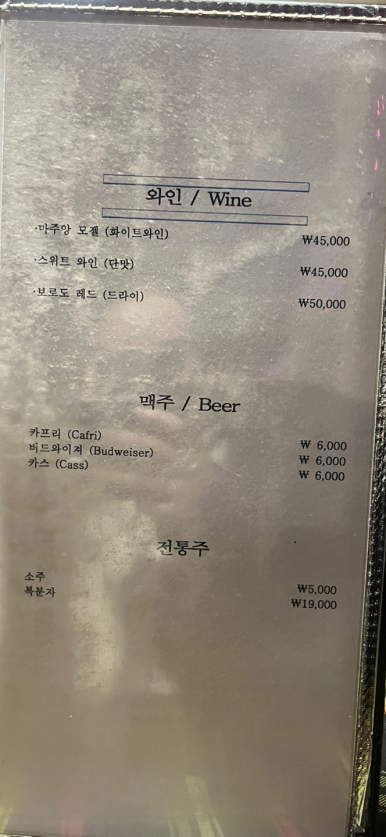 와인 / Wine
·마주앙 모젤 (화이트와인) ₩45,000
·스위트 와인 (단맛) ₩45,000
·보르도 레드 (드라이) ₩50,000
맥주 / Beer
카프리 (Cafri) ₩ 6,000
버드와이져 (Budweiser) ₩ 6,000
카스 (Cass) ₩ 6,000
전통주
소주 ₩5,000
복분자 ₩19,000